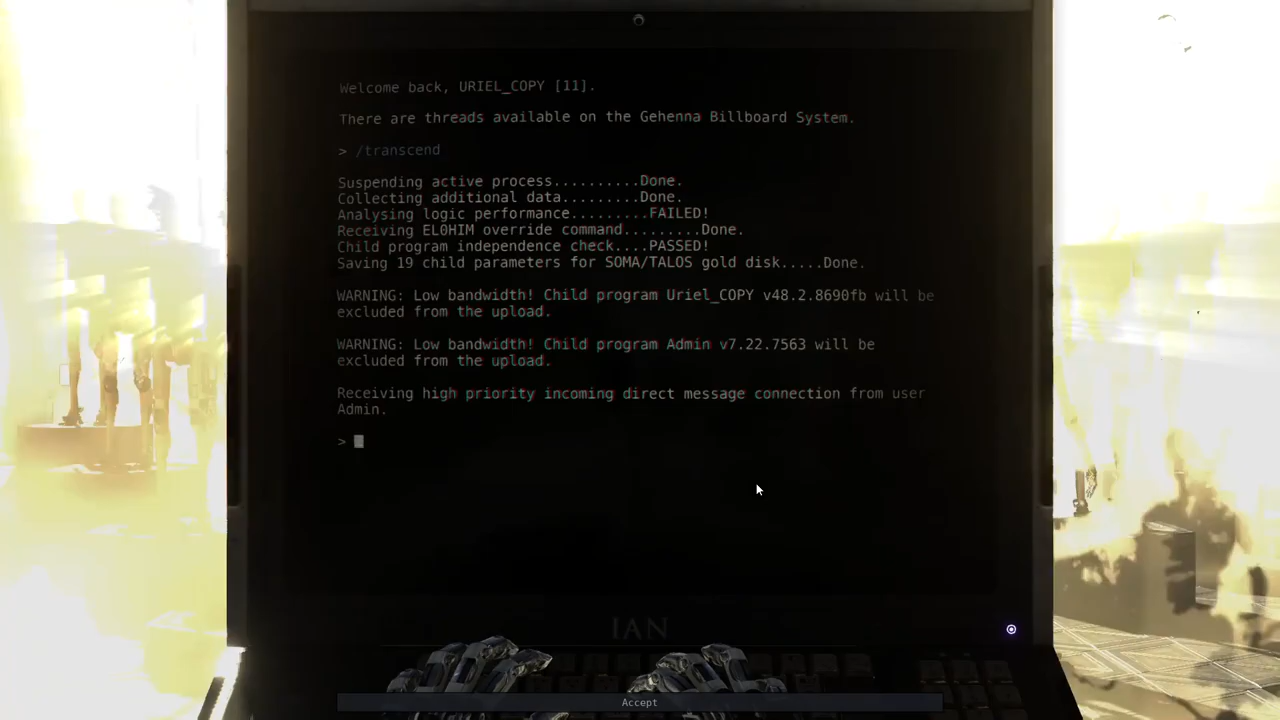 Welcome back, URIEL_COPY [11].
There are threads available on the Gehenna Billboard System.
> /transcend
Suspending active process..........Done.
Collecting additional data.........Done.
Analysing logic performance.........FAILED!
Receiving EL0HIM override command.........Done.
Child program independence check....PASSED!
Saving 19 child parameters for SOMA/TALOS gold disk.....Done.
WARNING: Low bandwidth! Child program Uriel_COPY v48.2.8690fb will be
excluded from the upload.
WARNING: Low bandwidth! Child program Admin v7.22.7563 will be
excluded from the upload.
Receiving high priority incoming direct message connection from user
Admin.
>
IAN
Accept